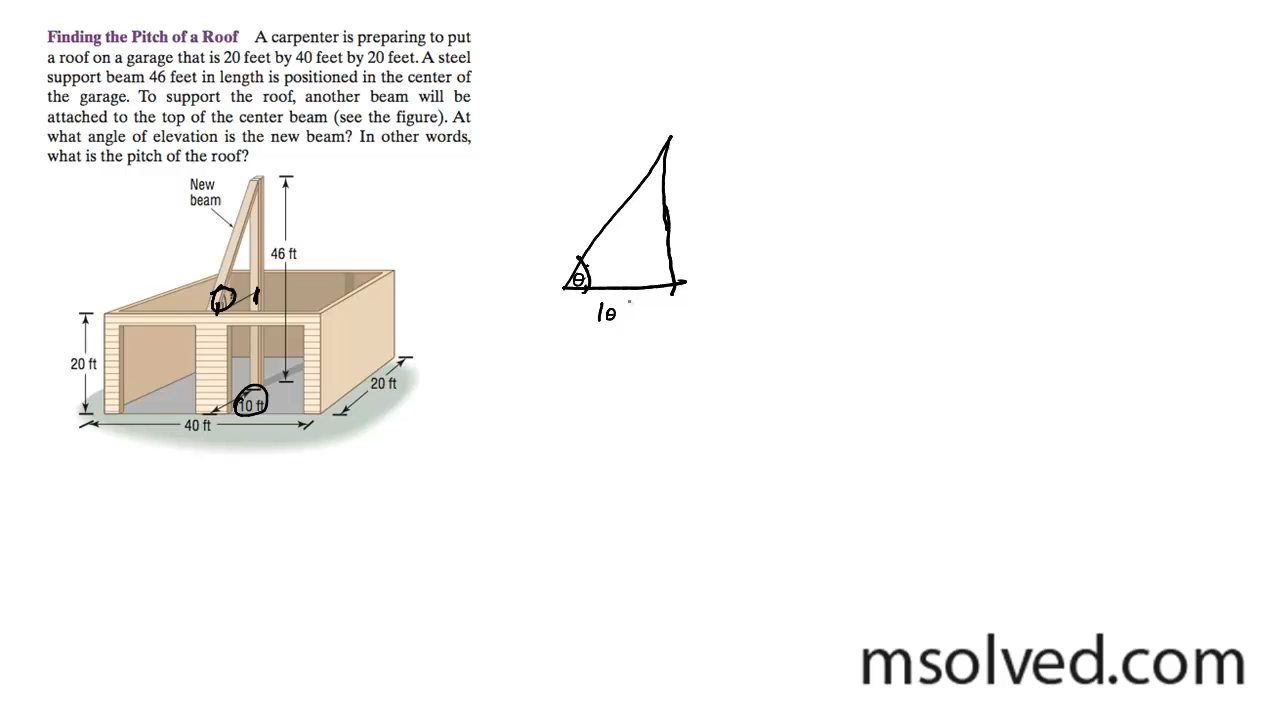 Finding the Pitch of a Roof A carpenter is preparing to put
a roof on a garage that is 20 feet by 40 feet by 20 feet. A steel
support beam 46 feet in length is positioned in the center of
the garage. To support the roof, another beam will be
attached to the top of the center beam (see the figure). At
what angle of elevation is the new beam? In other words,
what is the pitch of the roof?
New
beam
46 ft
20 ft
10 ft
20 ft
40 ft
θ
10
msolved.com